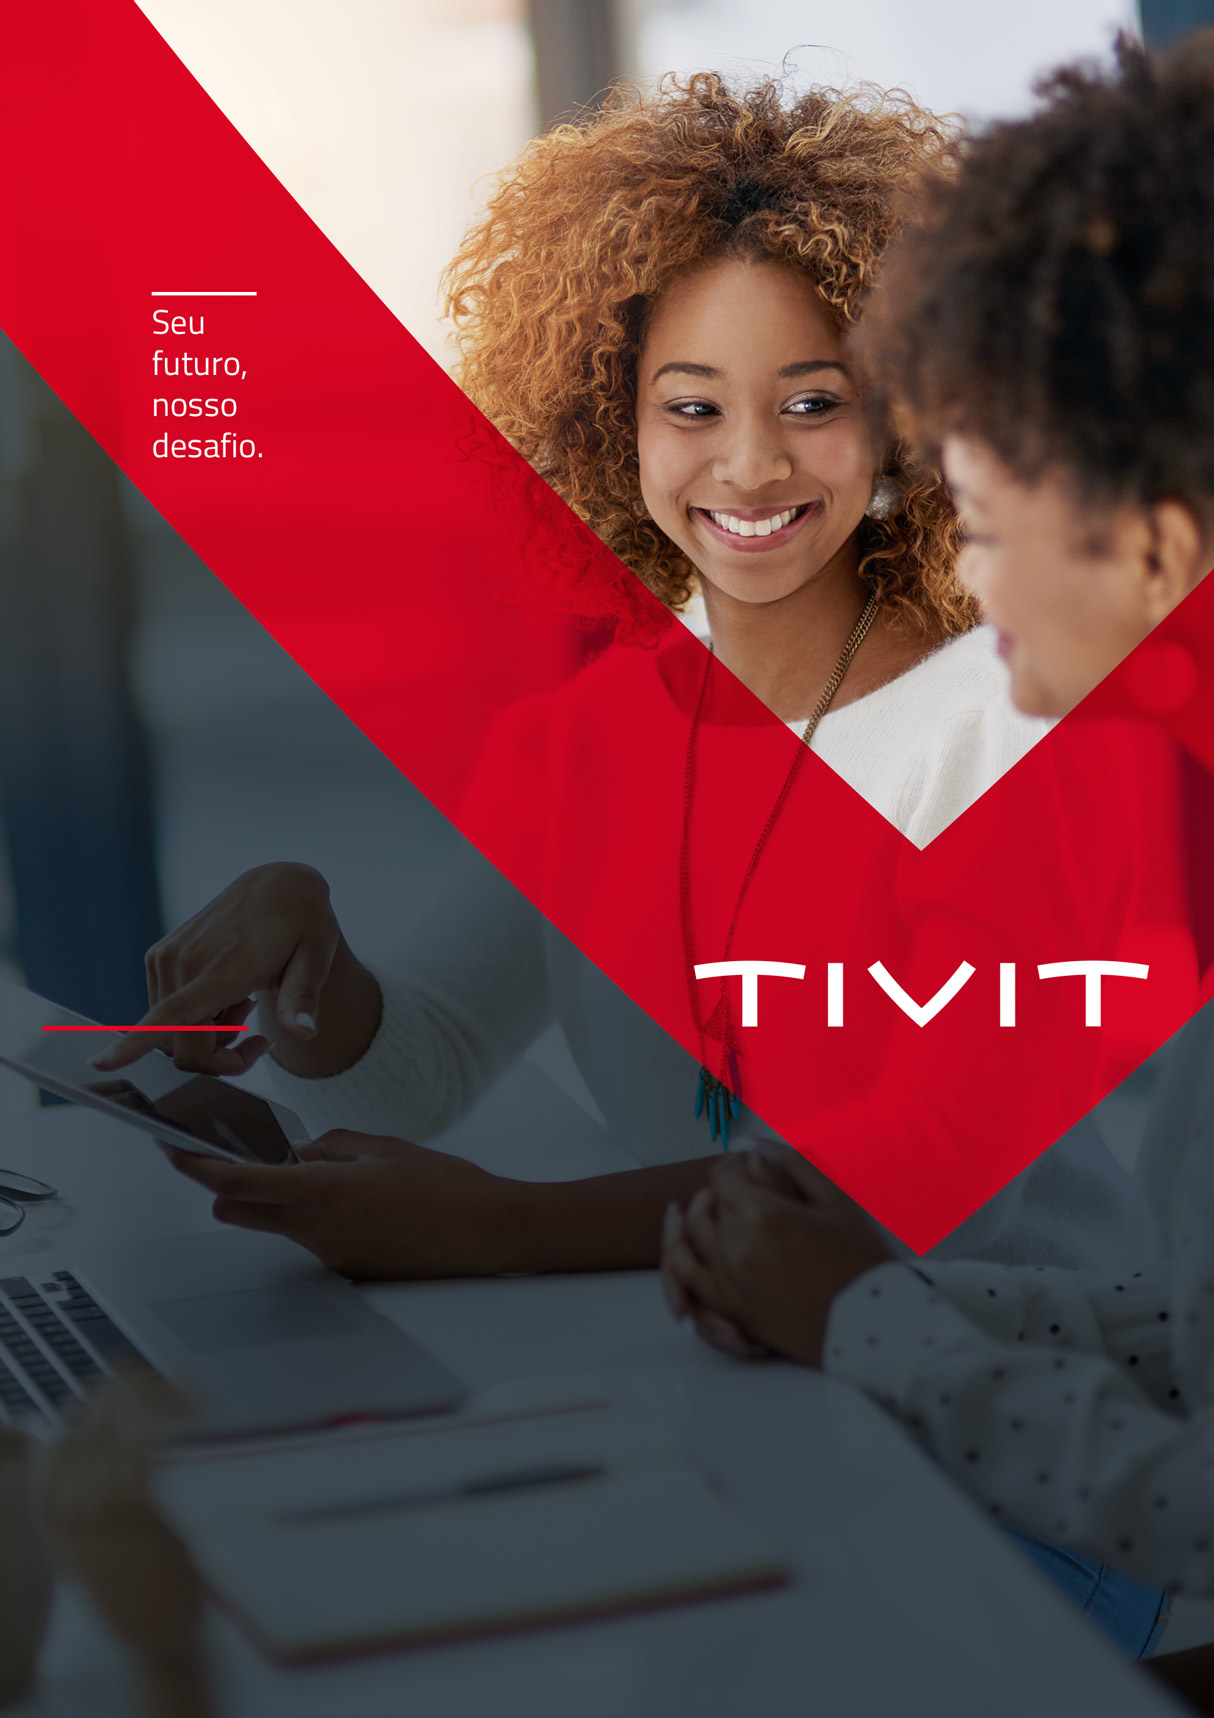 Seu
futuro,
nosso
desafio.
TIVIT